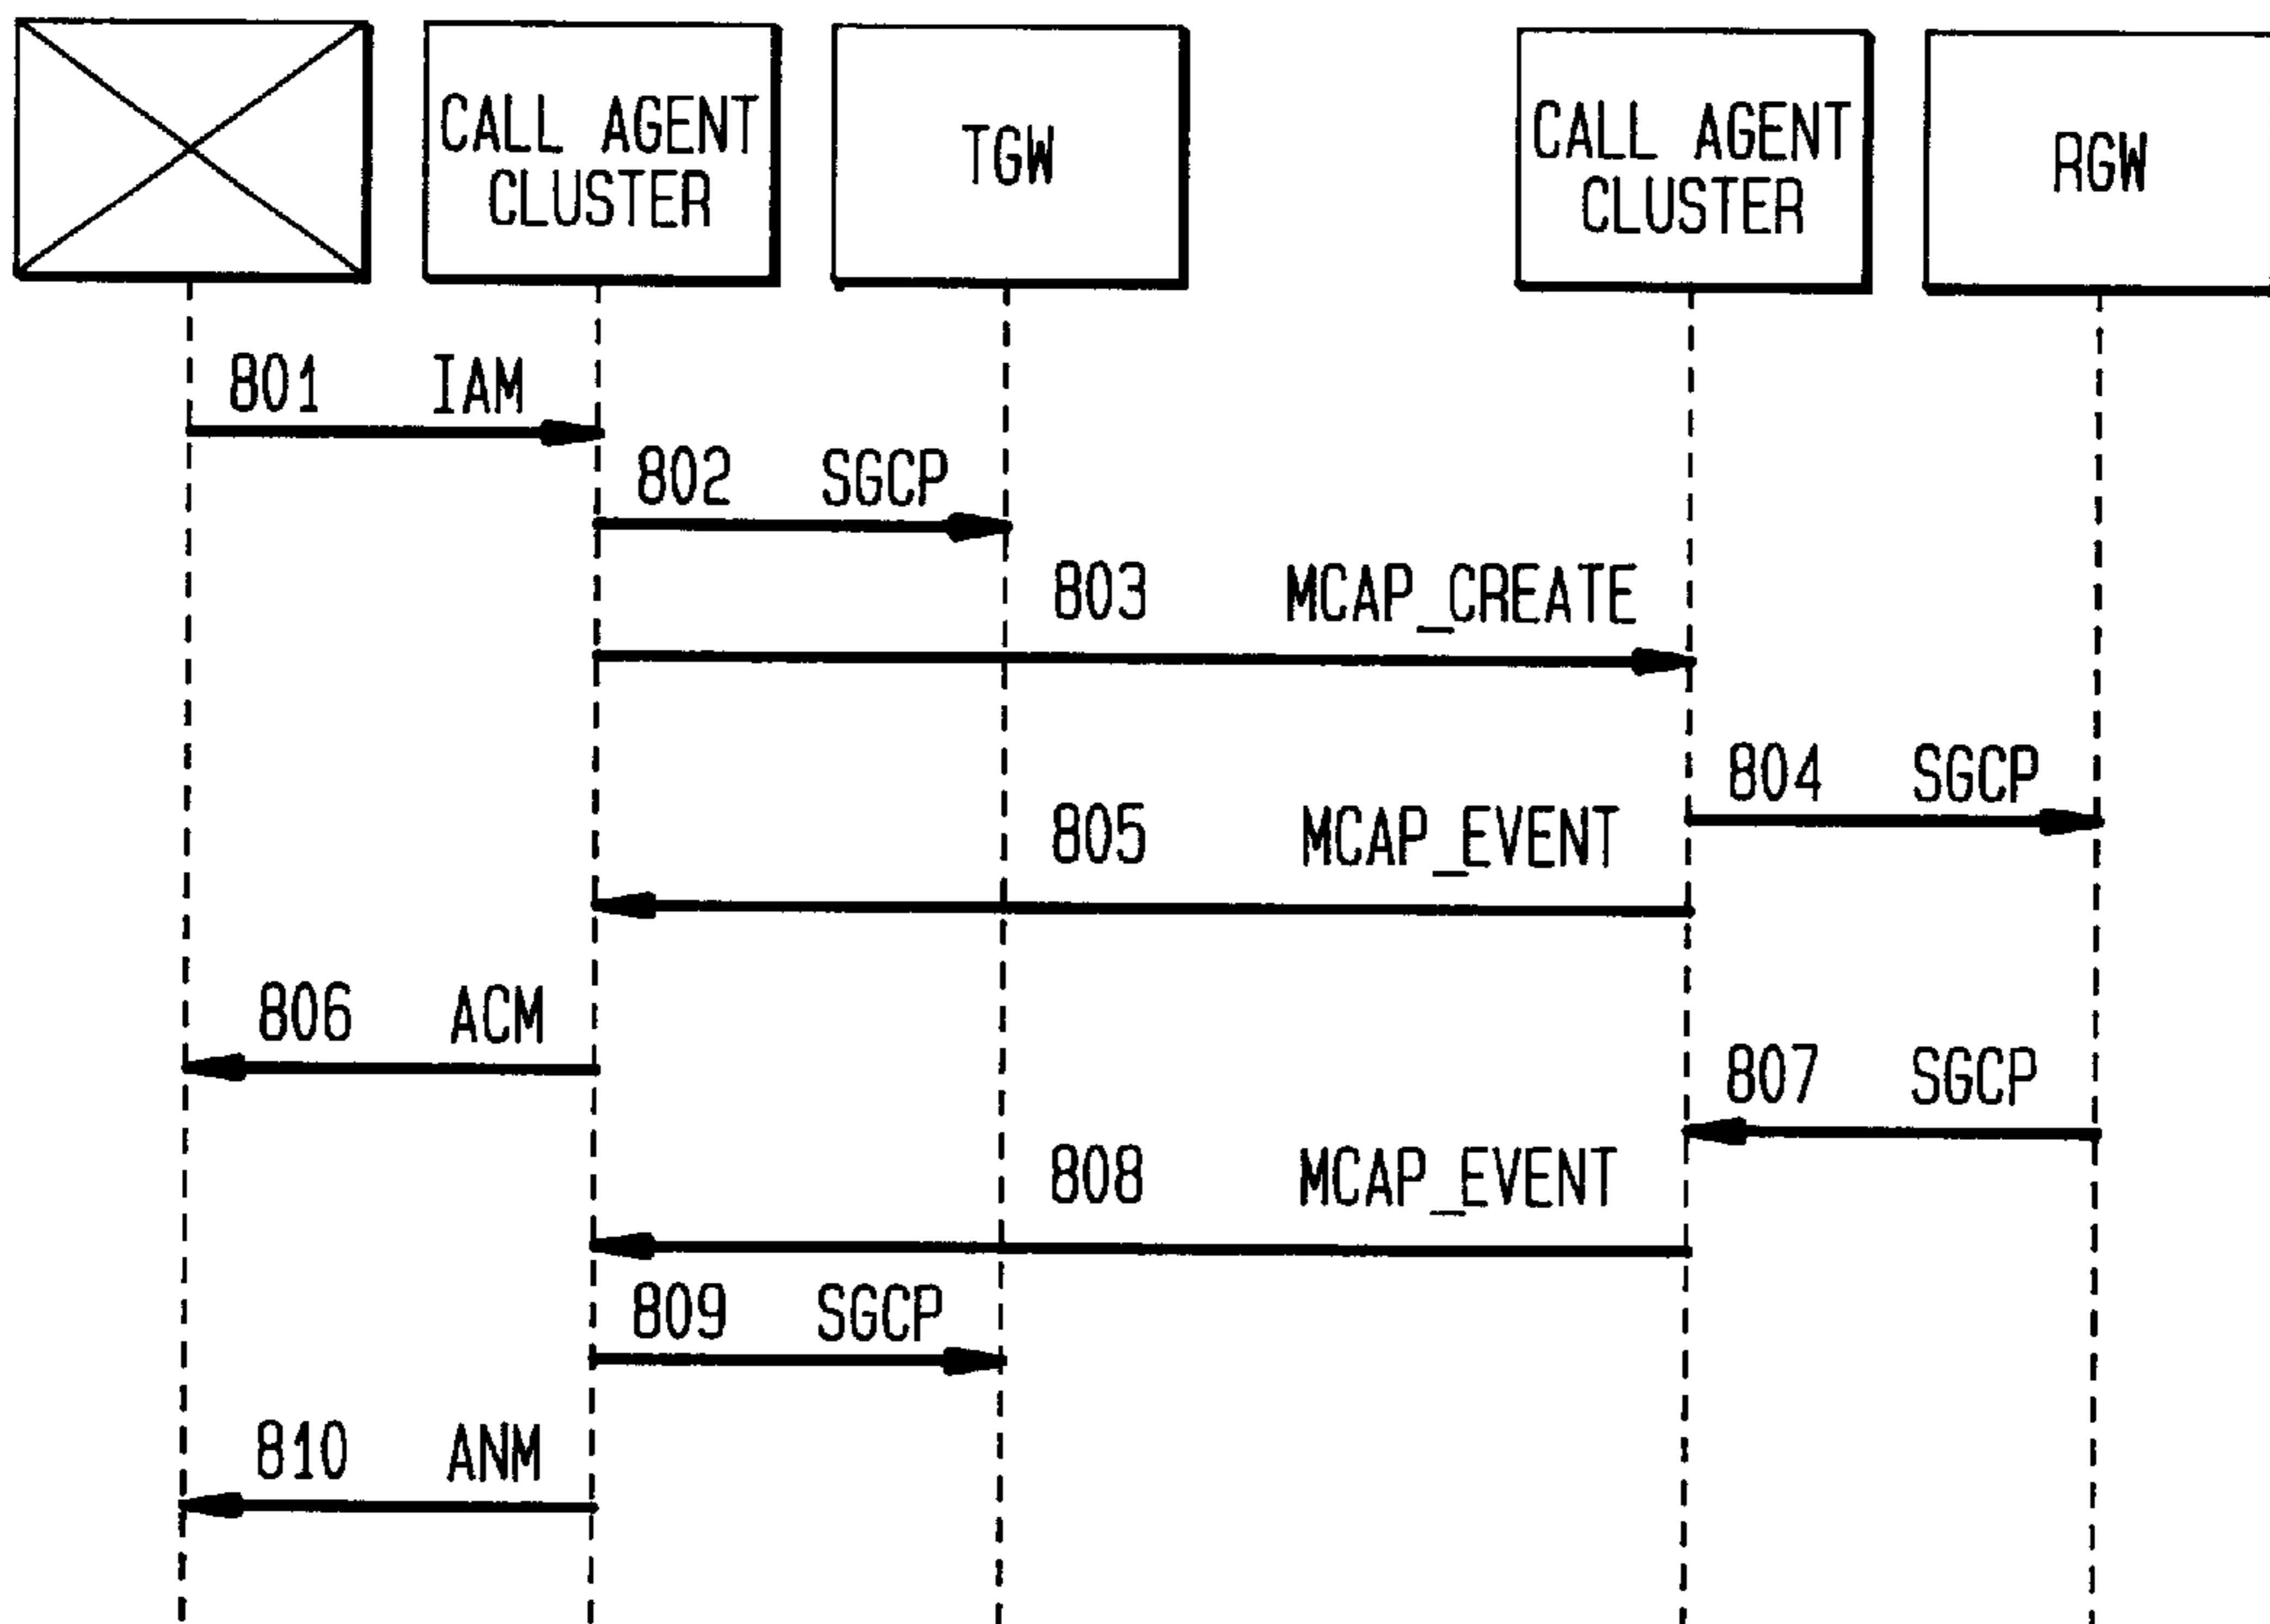 CALL AGENT
CLUSTER
TGW
CALL AGENT
CLUSTER
RGW
801 IAM
802 SGCP
803 MCAP_CREATE
804 SGCP
805 MCAP_EVENT
806 ACM
807 SGCP
808 MCAP_EVENT
809 SGCP
810 ANM